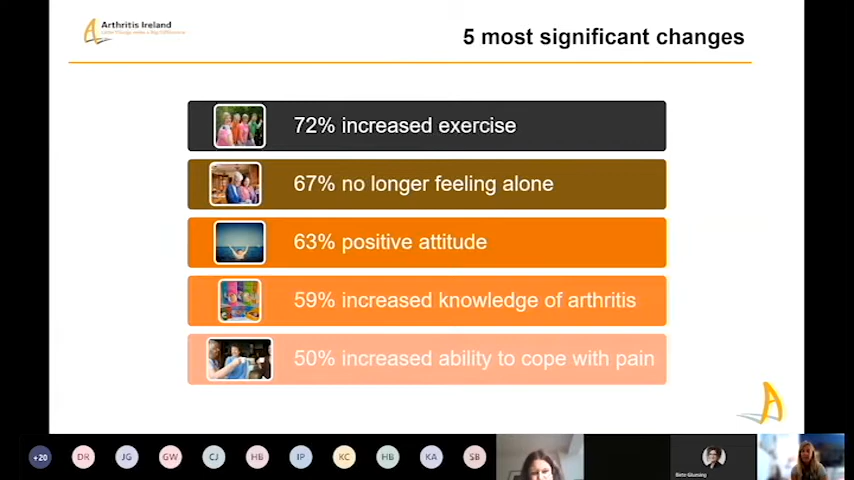 Arthritis Ireland
5 most significant changes
72% increased exercise
67% no longer feeling alone
63% positive attitude
59% increased knowledge of arthritis
50% increased ability to cope with pain
+20
DR
JG
GW
CJ
HB
IP
KC
HB
KA
SB